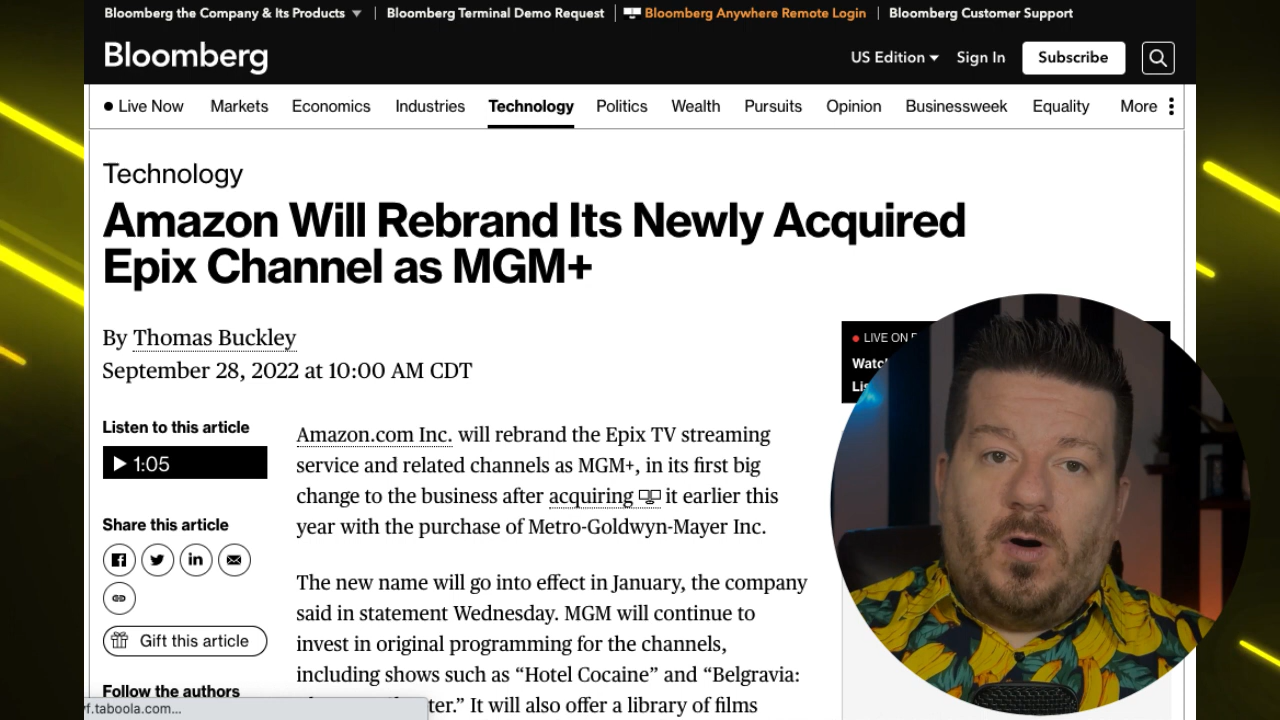 Bloomberg the Company & Its Products Bloomberg Terminal Demo Request Bloomberg Anywhere Remote Login Bloomberg Customer Support
Bloomberg
US Edition Sign In Subscribe
Live Now Markets Economics Industries Technology Politics Wealth Pursuits Opinion Businessweek Equality More
Technology
Amazon Will Rebrand Its Newly Acquired
Epix Channel as MGM+
By Thomas Buckley
September 28, 2022 at 10:00 AM CDT
LIVE ON
Listen to this article
1:05
Share this article
Gift this article
Follow the authors
Amazon.com Inc. will rebrand the Epix TV streaming
service and related channels as MGM+, in its first big
change to the business after acquiring it earlier this
year with the purchase of Metro-Goldwyn-Mayer Inc.
The new name will go into effect in January, the company
said in statement Wednesday. MGM will continue to
invest in original programming for the channels,
including shows such as “Hotel Cocaine” and “Belgravia:
ter.” It will also offer a library of films
yf.taboola.com...